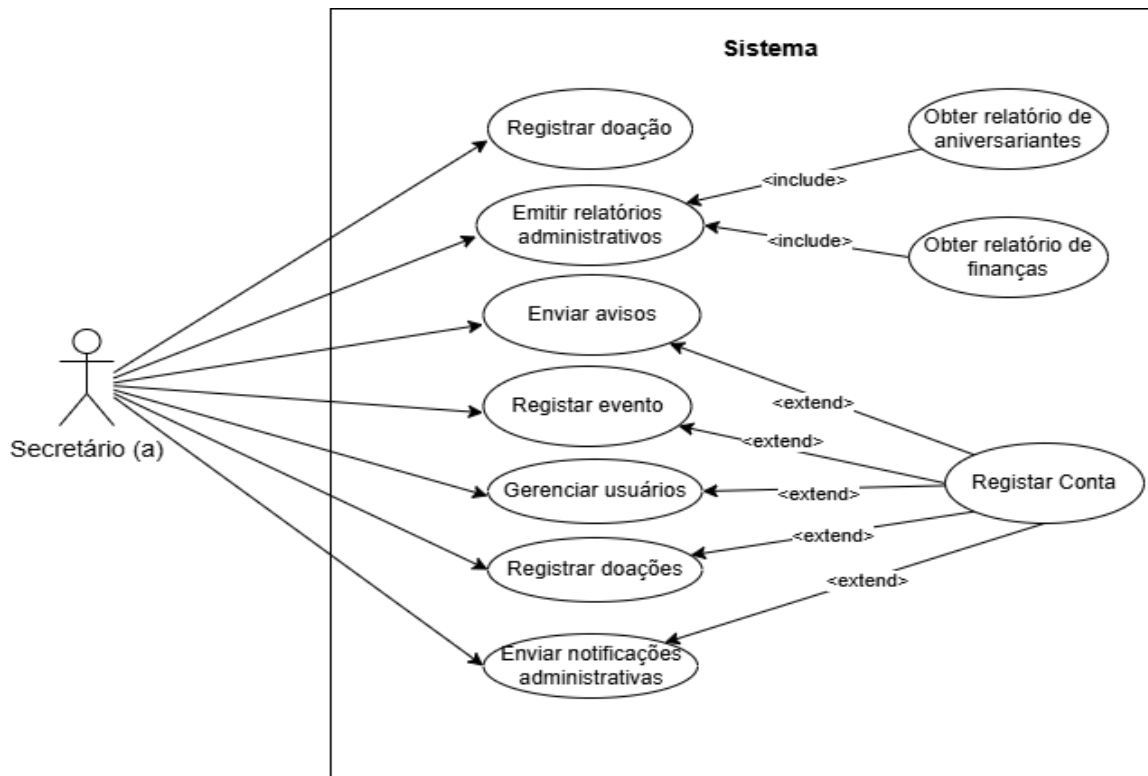 Sistema
Registrar doação
Obter relatório de
aniversariantes
<include>
Emitir relatórios
administrativos
<include>
Obter relatório de
finanças
Enviar avisos
<extend>
Registar evento
<extend>
Secretário (a)
Gerenciar usuários
<extend>
Registar Conta
<extend>
Registrar doações
<extend>
Enviar notificações
administrativas